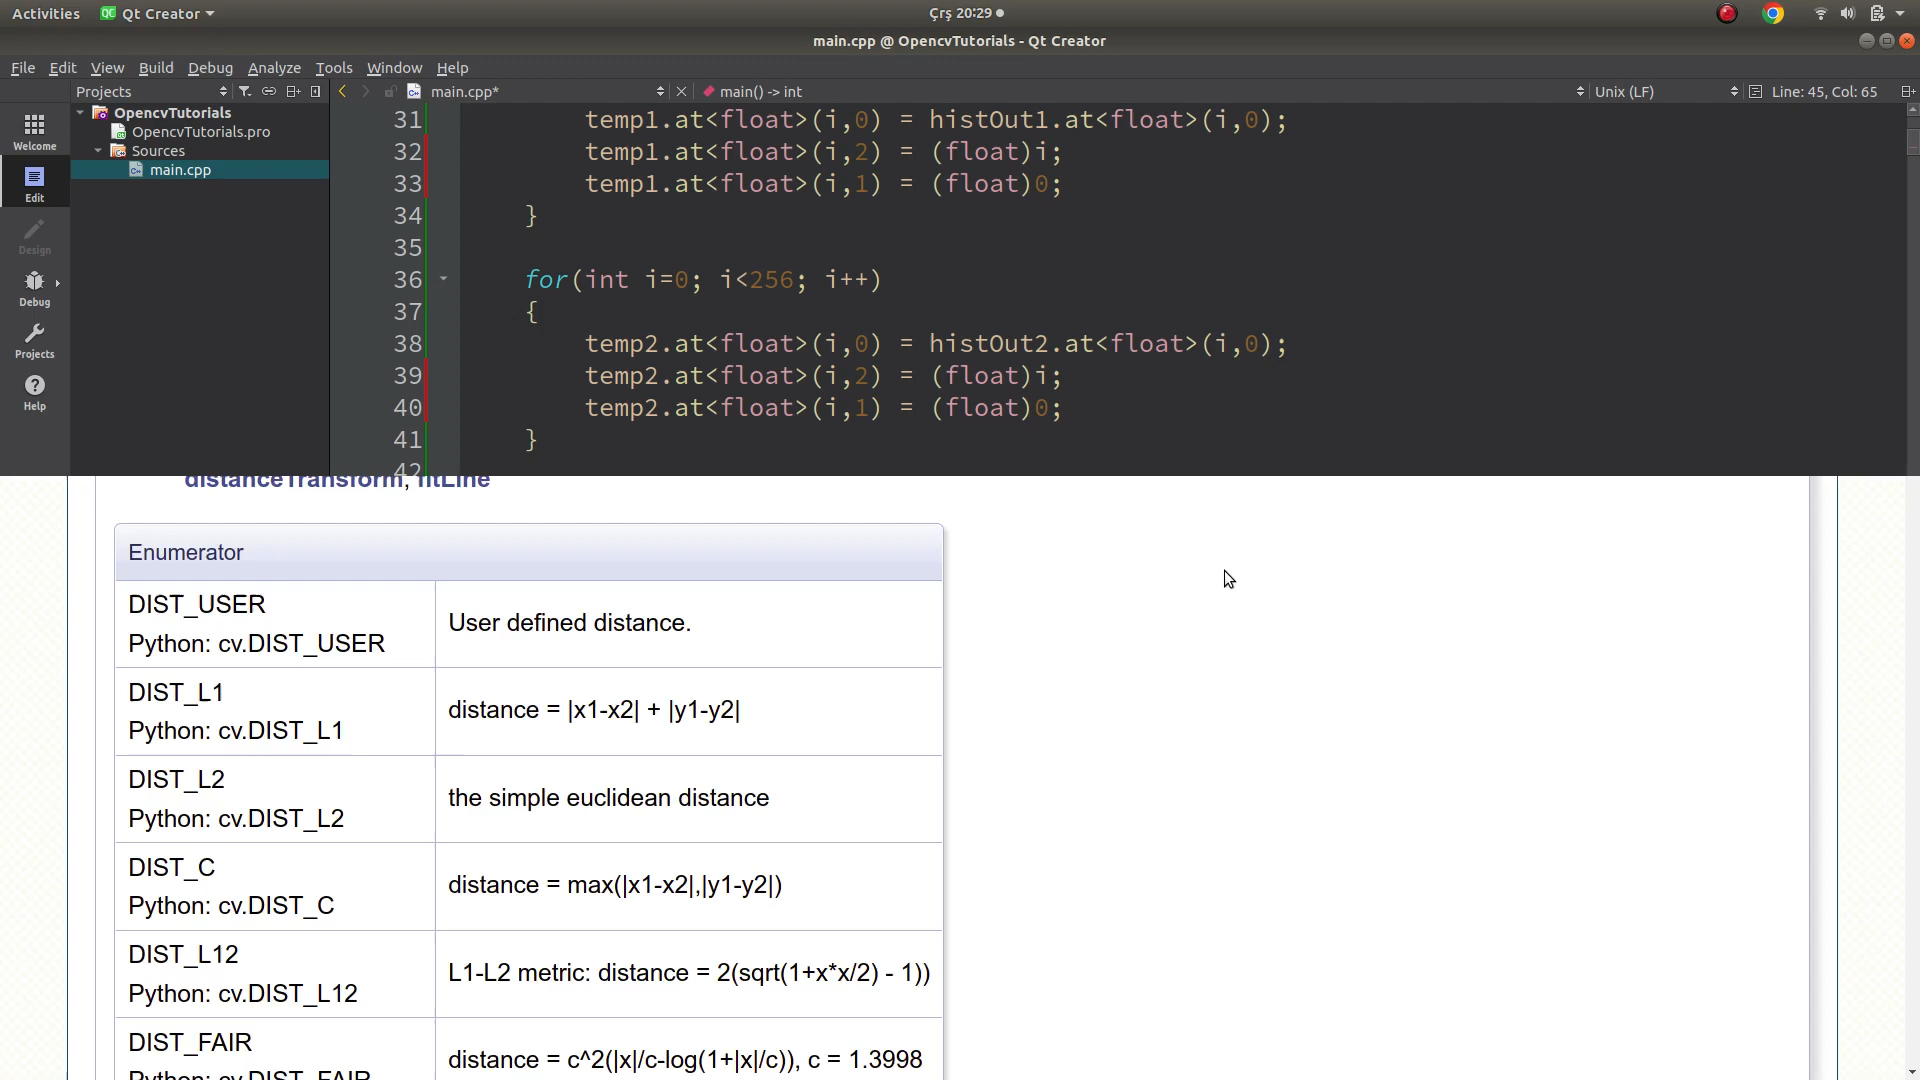 Activities Qt Creator Çrş 20:29
main.cpp @ OpencvTutorials - Qt Creator
File Edit View Build Debug Analyze Tools Window Help
Projects main.cpp* main() -> int Unix (LF) Line: 45, Col: 65
Welcome
Edit
Design
Debug
Projects
Help
OpencvTutorials
OpencvTutorials.pro
Sources
main.cpp
31 temp1.at<float>(i,0) = histOut1.at<float>(i,0);
32 temp1.at<float>(i,2) = (float)i;
33 temp1.at<float>(i,1) = (float)0;
34 }
35
36 for(int i=0; i<256; i++)
37 {
38 temp2.at<float>(i,0) = histOut2.at<float>(i,0);
39 temp2.at<float>(i,2) = (float)i;
40 temp2.at<float>(i,1) = (float)0;
41 }
42
distanceTransform, fitLine
Enumerator
DIST_USER
Python: cv.DIST_USER
User defined distance.
DIST_L1
Python: cv.DIST_L1
distance = |x1-x2| + |y1-y2|
DIST_L2
Python: cv.DIST_L2
the simple euclidean distance
DIST_C
Python: cv.DIST_C
distance = max(|x1-x2|,|y1-y2|)
DIST_L12
Python: cv.DIST_L12
L1-L2 metric: distance = 2(sqrt(1+x*x/2) - 1))
DIST_FAIR
Python: cv.DIST_FAIR
distance = c^2(|x|/c-log(1+|x|/c)), c = 1.3998